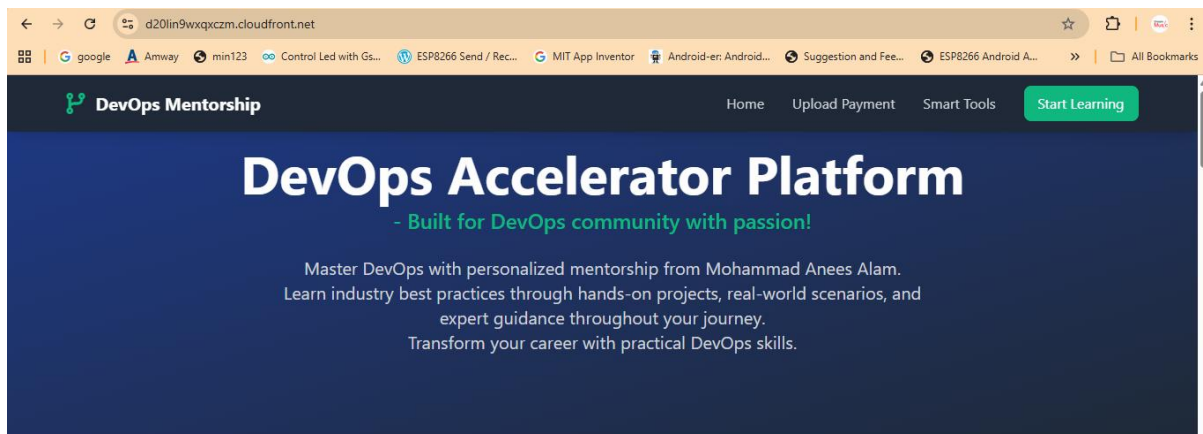 d20lin9wxqxczm.cloudfront.net
google Amway min123 Control Led with Gs... ESP8266 Send / Rec... MIT App Inventor Android-er: Android... Suggestion and Fee... ESP8266 Android A... » All Bookmarks
DevOps Mentorship Home Upload Payment Smart Tools Start Learning
DevOps Accelerator Platform
- Built for DevOps community with passion!
Master DevOps with personalized mentorship from Mohammad Anees Alam.
Learn industry best practices through hands-on projects, real-world scenarios, and
expert guidance throughout your journey.
Transform your career with practical DevOps skills.